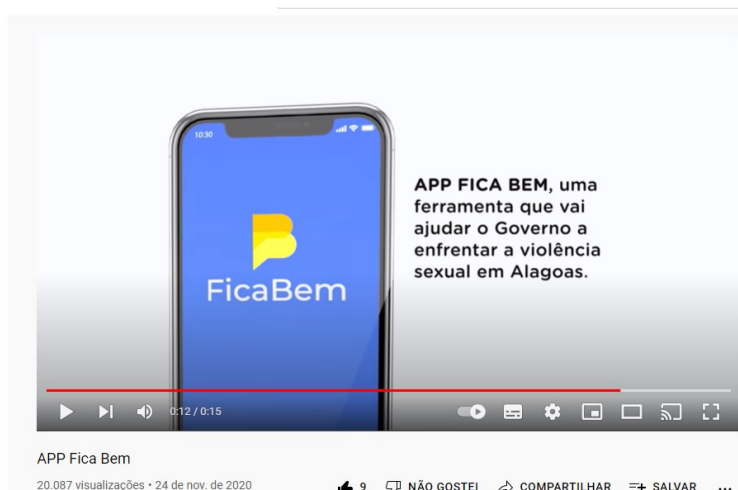 10:30
FicaBem
APP FICA BEM, uma
ferramenta que vai
ajudar o Governo a
enfrentar a violência
sexual em Alagoas.
0:12 / 0:15
APP Fica Bem
20.087 visualizações • 24 de nov. de 2020
9 NÃO GOSTEI COMPARTILHAR SALVAR ...